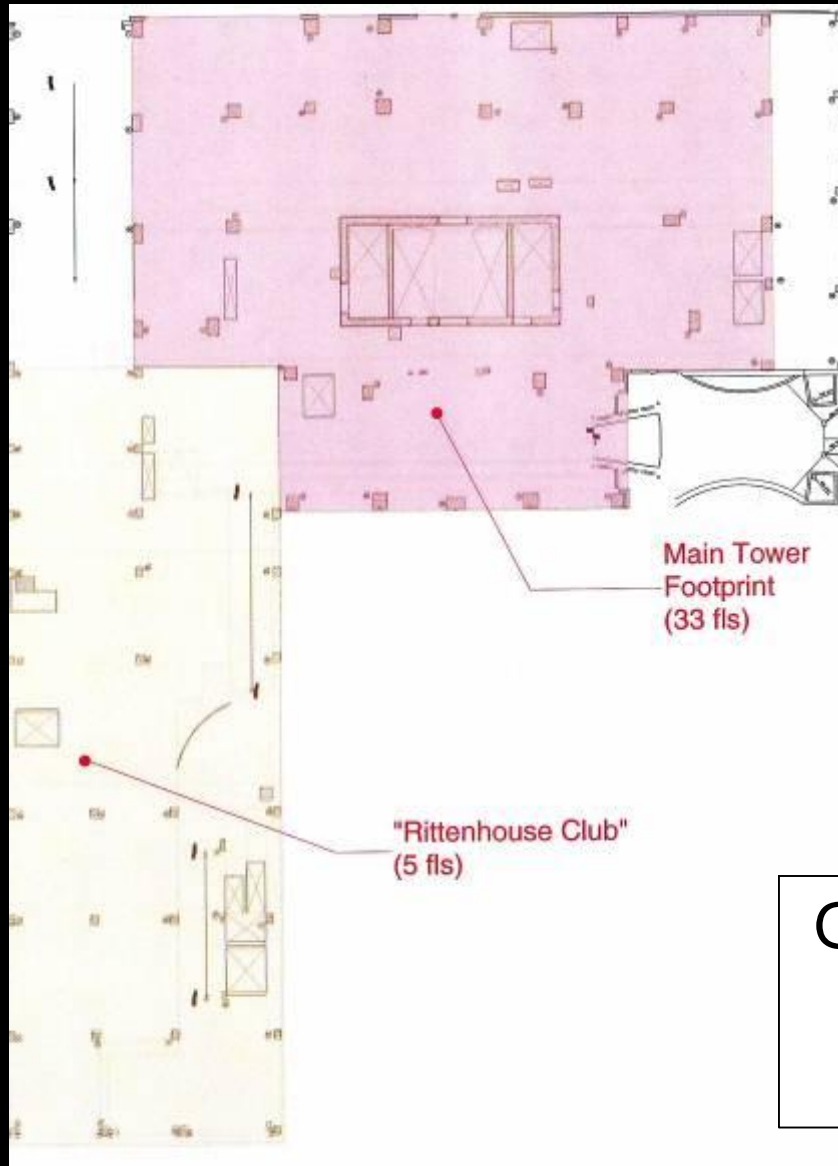 Main Tower
Footprint
(33 fls)
"Rittenhouse Club"
(5 fls)